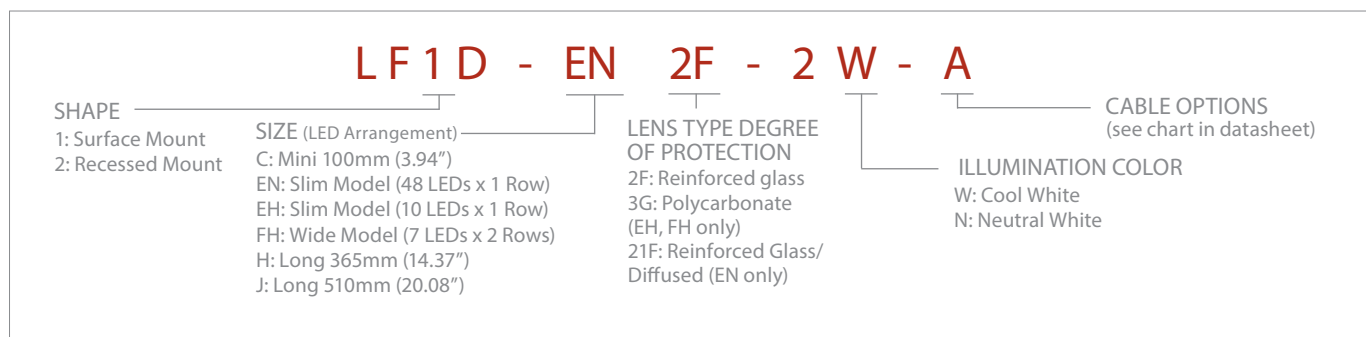 LF1D - EN 2F - 2 W - A
SHAPE
1: Surface Mount
2: Recessed Mount
SIZE (LED Arrangement)
C: Mini 100mm (3.94”)
EN: Slim Model (48 LEDs x 1 Row)
EH: Slim Model (10 LEDs x 1 Row)
FH: Wide Model (7 LEDs x 2 Rows)
H: Long 365mm (14.37”)
J: Long 510mm (20.08”)
LENS TYPE DEGREE
OF PROTECTION
2F: Reinforced glass
3G: Polycarbonate
(EH, FH only)
21F: Reinforced Glass/
Diffused (EN only)
ILLUMINATION COLOR
W: Cool White
N: Neutral White
CABLE OPTIONS
(see chart in datasheet)